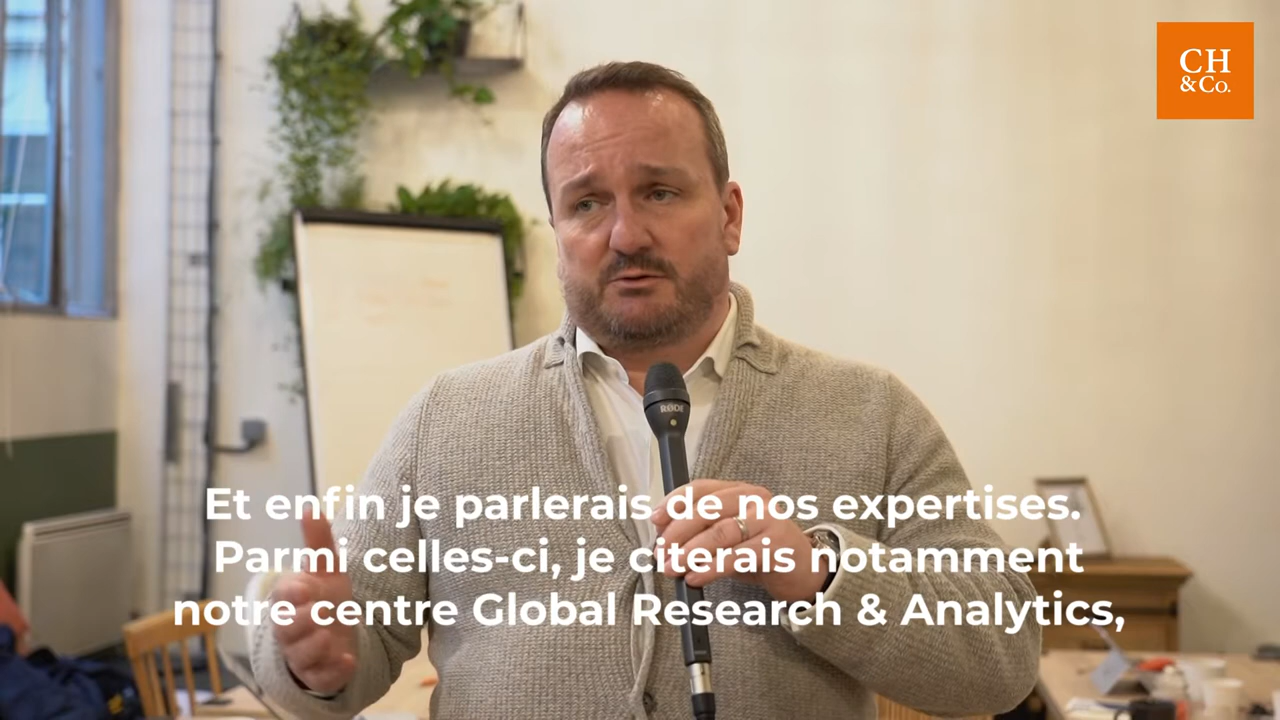 CH
&Co.
RØDE
Et enfin je parlerais de nos expertises.
Parmi celles-ci, je citerais notamment
notre centre Global Research & Analytics,